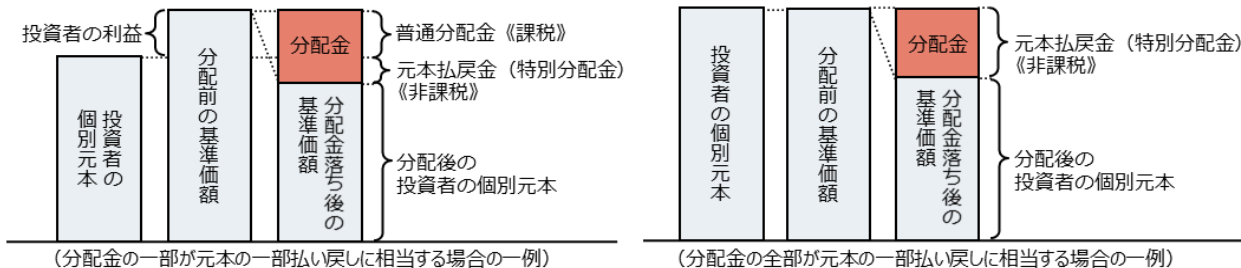 投資者の利益
投資者の
個別元本
分配前の基準価額
分配金
分配金落ち後の
基準価額
普通分配金《課税》
元本払戻金（特別分配金）
《非課税》
分配後の
投資者の個別元本
（分配金の一部が元本の一部払い戻しに相当する場合の一例）
投資者の個別元本
分配前の基準価額
分配金
分配金落ち後の
基準価額
元本払戻金（特別分配金）
《非課税》
分配後の
投資者の個別元本
（分配金の全部が元本の一部払い戻しに相当する場合の一例）